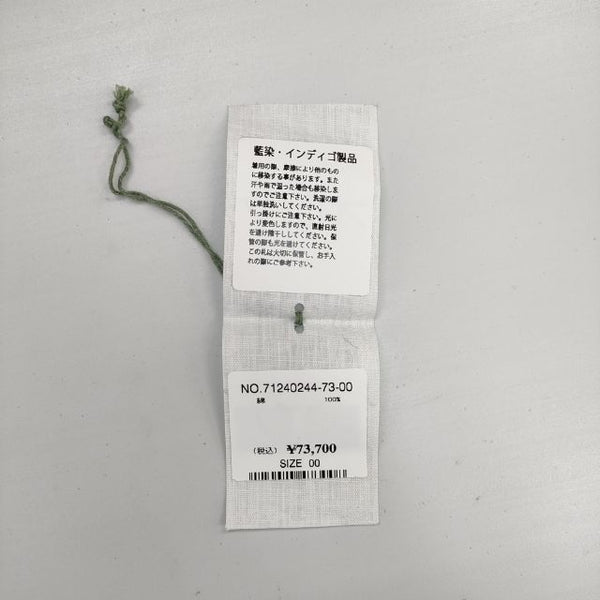 藍染・インディゴ製品
着用の際、摩擦により他のもの
に移染する事があります。また
汗や雨で湿った場合も移染しま
すのでご注意下さい。洗濯の際
は単独洗いしてください。
引っ掛けにご注意下さい。光に
より変色しますので、直射日光
を避け陰干ししてください。保
管の際も光を避けてください。
この札は大切に保管し、お手入
れの際にご参考下さい。
NO.71240244-73-00
綿 100%
(税込) ¥73,700
SIZE 00